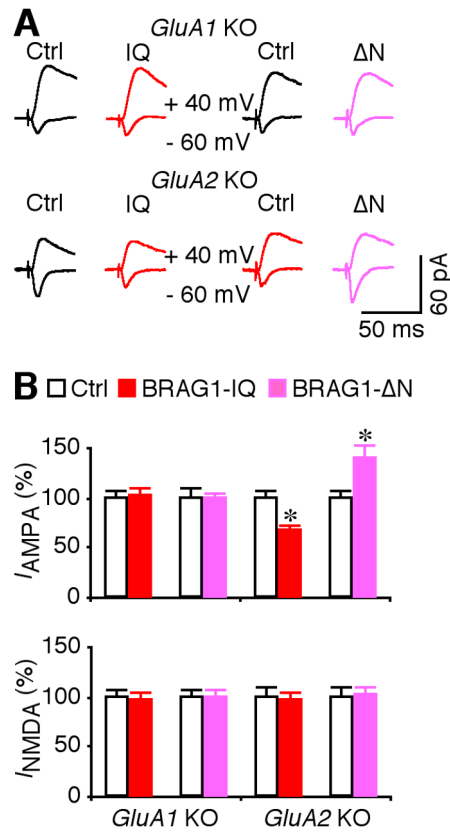 A
GluA1 KO
Ctrl IQ Ctrl ΔN
+ 40 mV
- 60 mV
GluA2 KO
Ctrl IQ Ctrl ΔN
+ 40 mV
- 60 mV
60 pA
50 ms
B
Ctrl BRAG1-IQ BRAG1-ΔN
IAMPA (%)
150
100
50
0
* *
INMDA (%)
150
100
50
0
GluA1 KO GluA2 KO